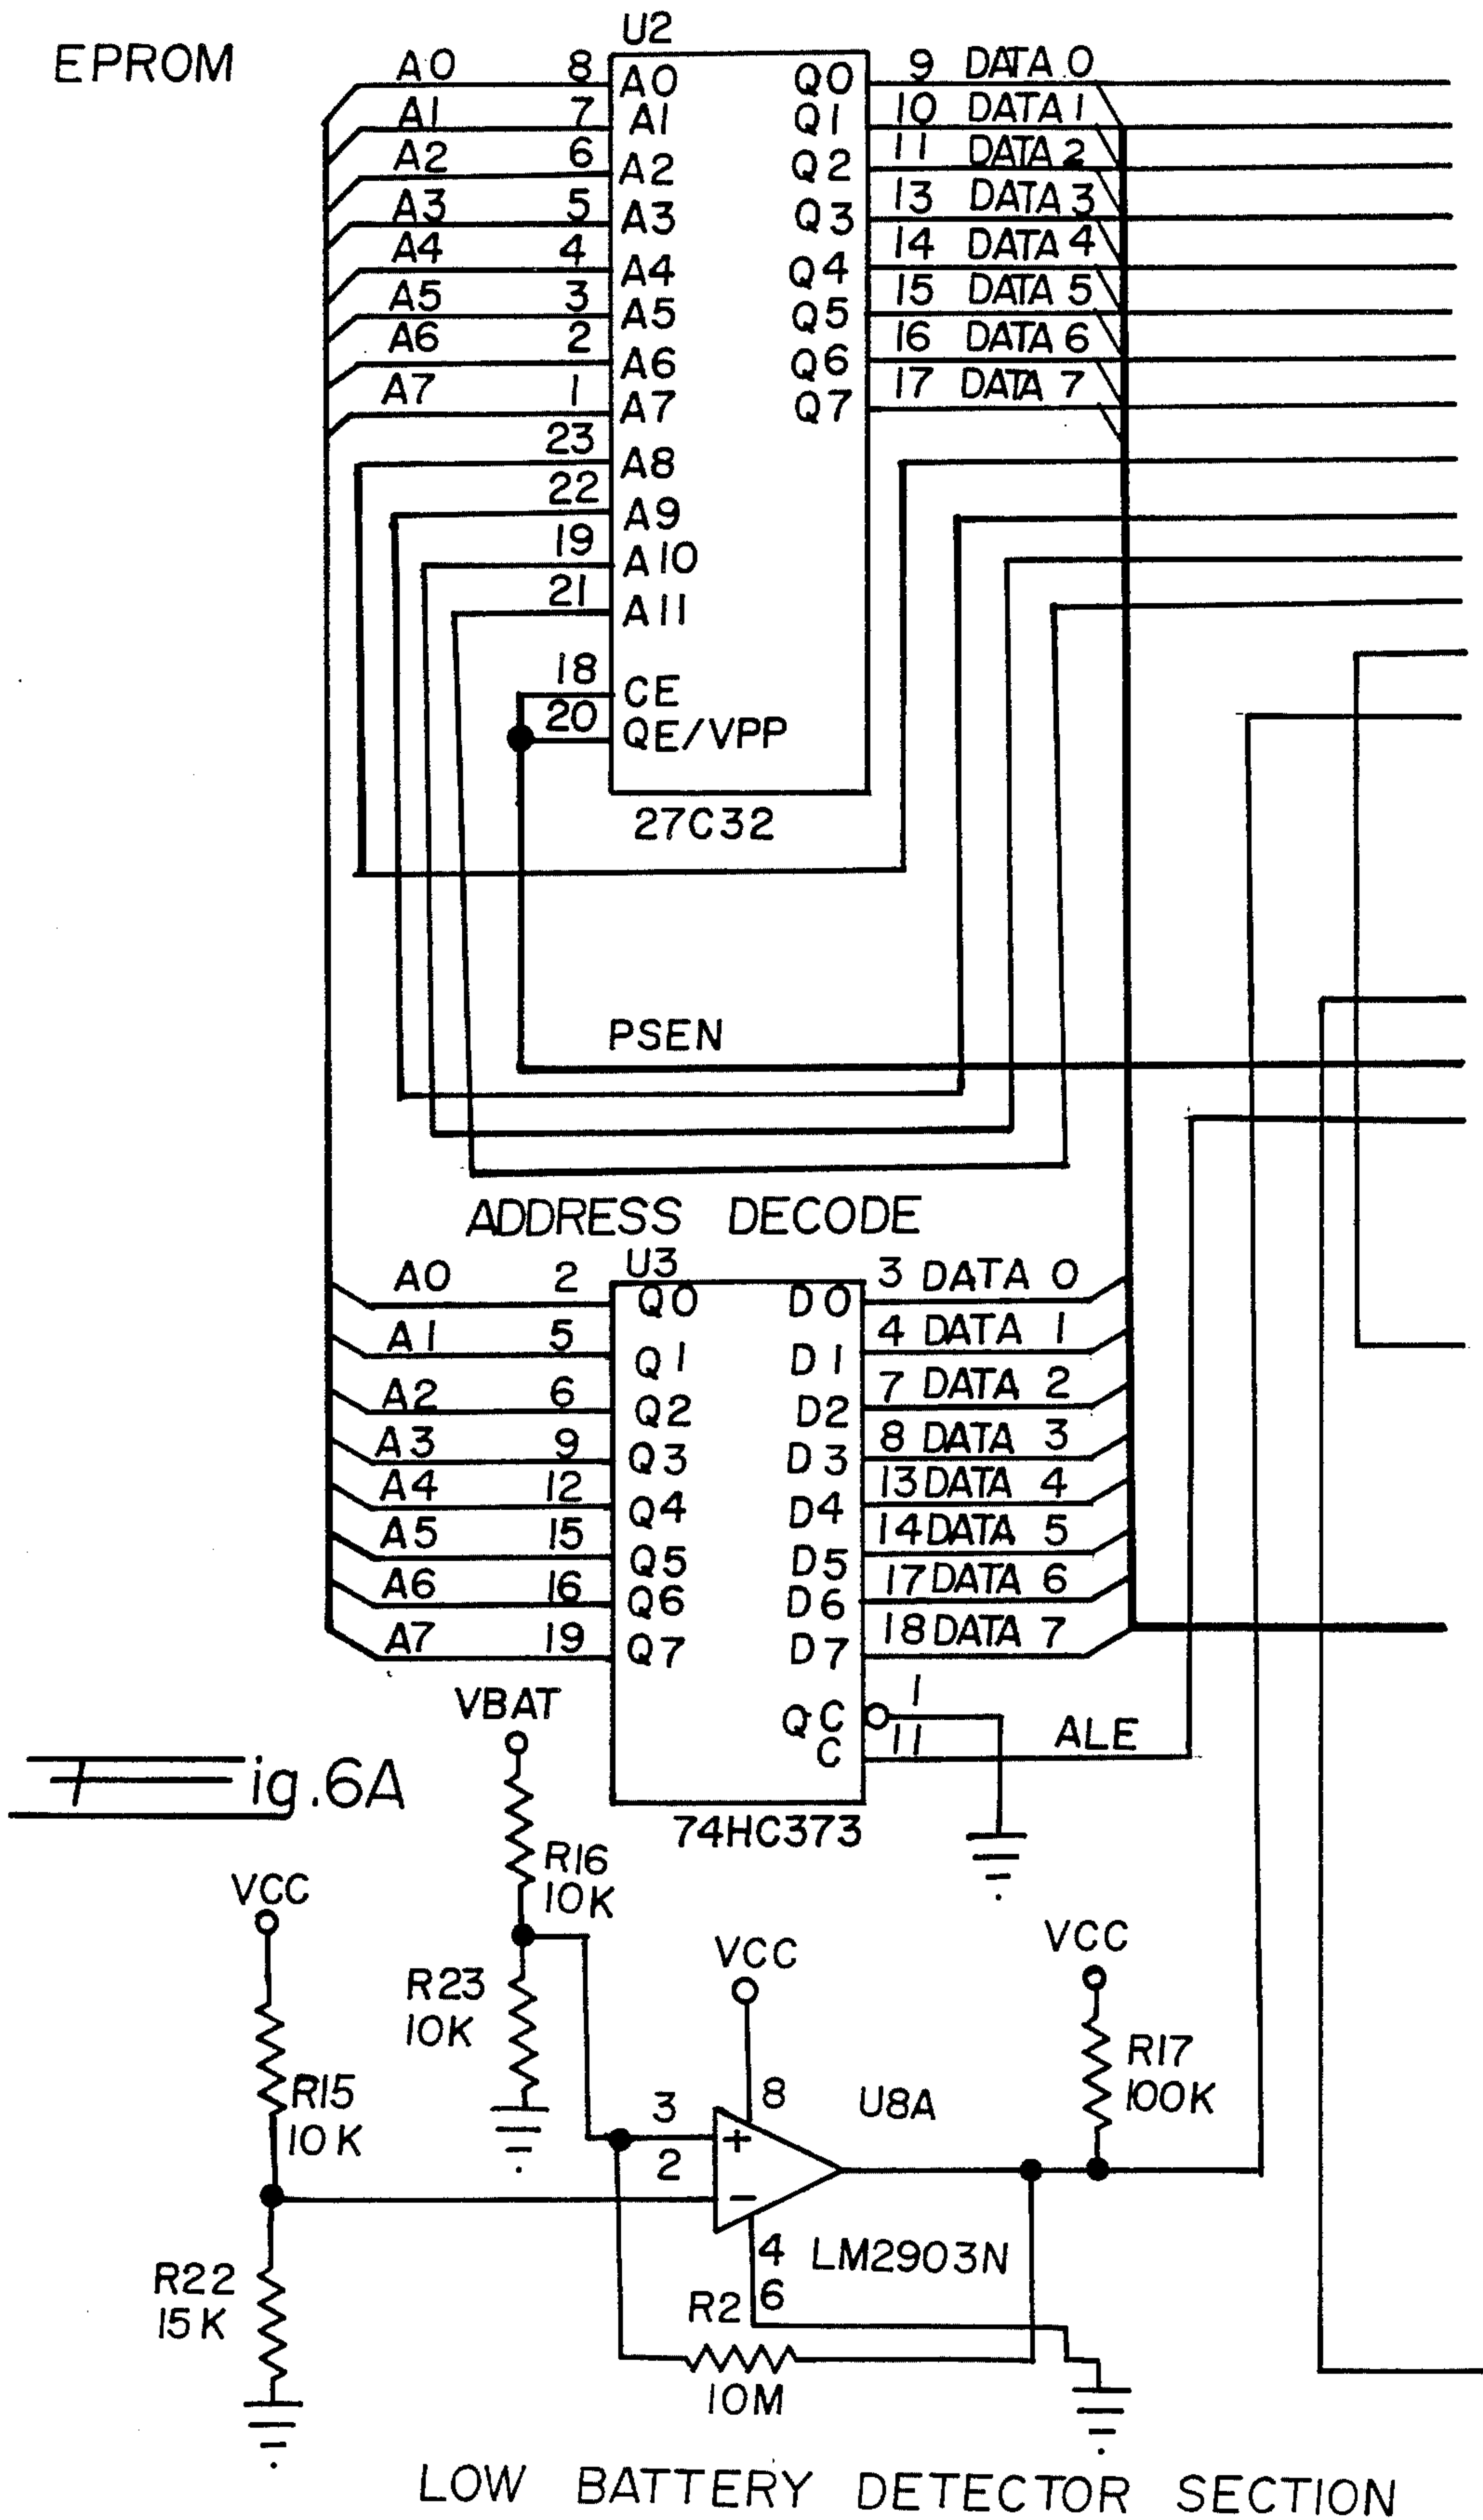 EPROM
U2
A0 8 A0 Q0 9 DATA 0
A1 7 A1 Q1 10 DATA 1
A2 6 A2 Q2 11 DATA 2
A3 5 A3 Q3 13 DATA 3
A4 4 A4 Q4 14 DATA 4
A5 3 A5 Q5 15 DATA 5
A6 2 A6 Q6 16 DATA 6
A7 1 A7 Q7 17 DATA 7
23 A8
22 A9
19 A10
21 A11
18 CE
20 QE/VPP
27C32
PSEN
ADDRESS DECODE
U3
A0 2 Q0 D0 3 DATA 0
A1 5 Q1 D1 4 DATA 1
A2 6 Q2 D2 7 DATA 2
A3 9 Q3 D3 8 DATA 3
A4 12 Q4 D4 13 DATA 4
A5 15 Q5 D5 14 DATA 5
A6 16 Q6 D6 17 DATA 6
A7 19 Q7 D7 18 DATA 7
QC 1
C 11 ALE
74HC373
Fig.6A
VBAT
R16
10K
VCC
R23
10K
R15
10K
R22
15K
VCC
VCC
R17
100K
3 + 8 U8A
2 −
4 LM2903N
R2 6
10M
LOW BATTERY DETECTOR SECTION